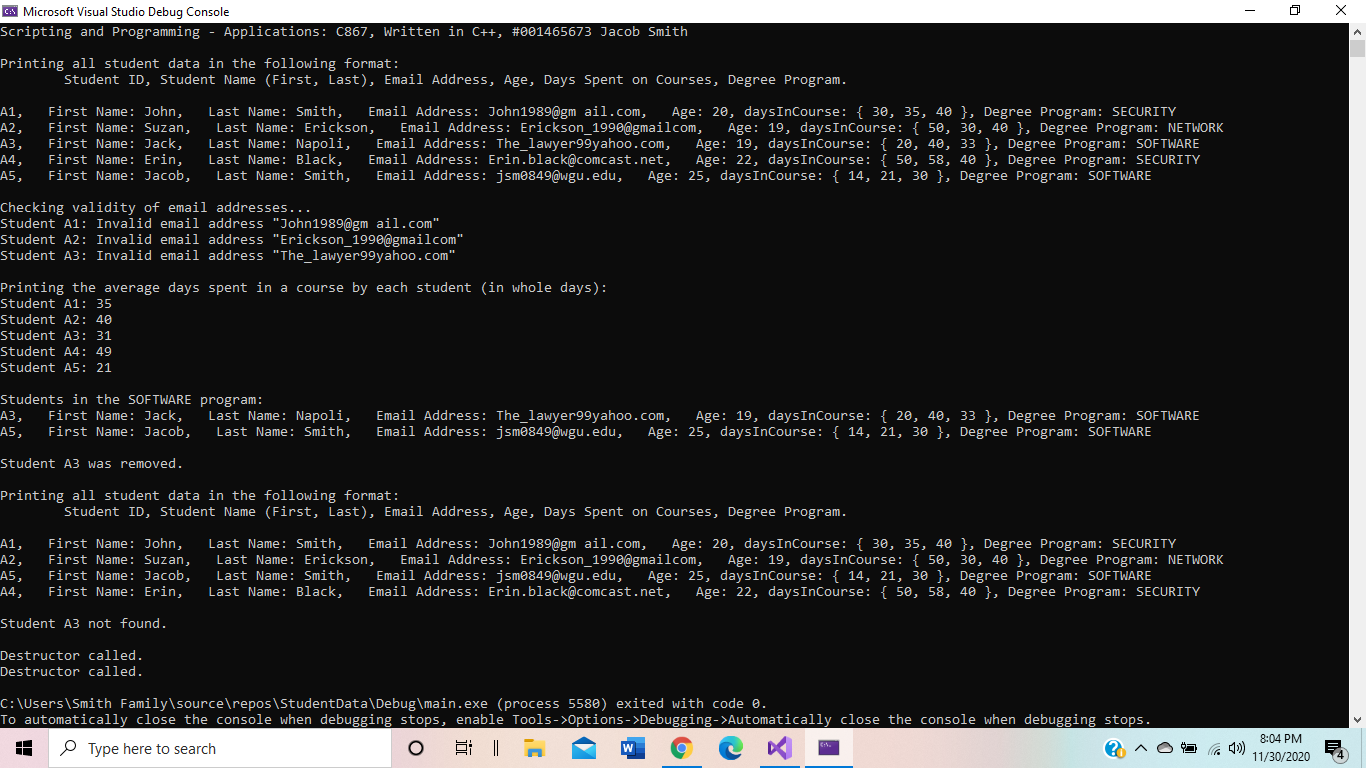 Microsoft Visual Studio Debug Console
Scripting and Programming - Applications: C867, Written in C++, #001465673 Jacob Smith
Printing all student data in the following format:
Student ID, Student Name (First, Last), Email Address, Age, Days Spent on Courses, Degree Program.
A1,   First Name: John,   Last Name: Smith,   Email Address: John1989@gm ail.com,   Age: 20, daysInCourse: { 30, 35, 40 }, Degree Program: SECURITY
A2,   First Name: Suzan,   Last Name: Erickson,   Email Address: Erickson_1990@gmailcom,   Age: 19, daysInCourse: { 50, 30, 40 }, Degree Program: NETWORK
A3,   First Name: Jack,   Last Name: Napoli,   Email Address: The_lawyer99yahoo.com,   Age: 19, daysInCourse: { 20, 40, 33 }, Degree Program: SOFTWARE
A4,   First Name: Erin,   Last Name: Black,   Email Address: Erin.black@comcast.net,   Age: 22, daysInCourse: { 50, 58, 40 }, Degree Program: SECURITY
A5,   First Name: Jacob,   Last Name: Smith,   Email Address: jsm0849@wgu.edu,   Age: 25, daysInCourse: { 14, 21, 30 }, Degree Program: SOFTWARE
Checking validity of email addresses...
Student A1: Invalid email address "John1989@gm ail.com"
Student A2: Invalid email address "Erickson_1990@gmailcom"
Student A3: Invalid email address "The_lawyer99yahoo.com"
Printing the average days spent in a course by each student (in whole days):
Student A1: 35
Student A2: 40
Student A3: 31
Student A4: 49
Student A5: 21
Students in the SOFTWARE program:
A3,   First Name: Jack,   Last Name: Napoli,   Email Address: The_lawyer99yahoo.com,   Age: 19, daysInCourse: { 20, 40, 33 }, Degree Program: SOFTWARE
A5,   First Name: Jacob,   Last Name: Smith,   Email Address: jsm0849@wgu.edu,   Age: 25, daysInCourse: { 14, 21, 30 }, Degree Program: SOFTWARE
Student A3 was removed.
Printing all student data in the following format:
Student ID, Student Name (First, Last), Email Address, Age, Days Spent on Courses, Degree Program.
A1,   First Name: John,   Last Name: Smith,   Email Address: John1989@gm ail.com,   Age: 20, daysInCourse: { 30, 35, 40 }, Degree Program: SECURITY
A2,   First Name: Suzan,   Last Name: Erickson,   Email Address: Erickson_1990@gmailcom,   Age: 19, daysInCourse: { 50, 30, 40 }, Degree Program: NETWORK
A5,   First Name: Jacob,   Last Name: Smith,   Email Address: jsm0849@wgu.edu,   Age: 25, daysInCourse: { 14, 21, 30 }, Degree Program: SOFTWARE
A4,   First Name: Erin,   Last Name: Black,   Email Address: Erin.black@comcast.net,   Age: 22, daysInCourse: { 50, 58, 40 }, Degree Program: SECURITY
Student A3 not found.
Destructor called.
Destructor called.
C:\Users\Smith Family\source\repos\StudentData\Debug\main.exe (process 5580) exited with code 0.
To automatically close the console when debugging stops, enable Tools->Options->Debugging->Automatically close the console when debugging stops.
Type here to search
8:04 PM
11/30/2020
4